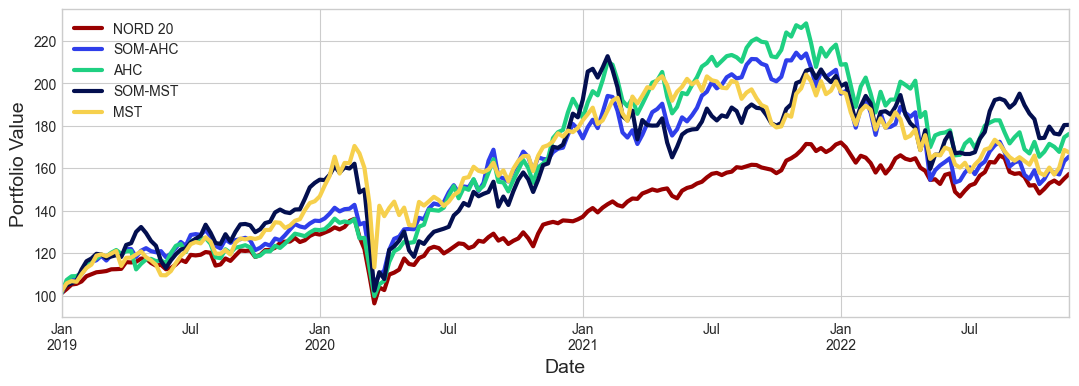 NORD 20
SOM-AHC
AHC
SOM-MST
MST
Portfolio Value
220
200
180
160
140
120
100
Jan Jul Jan Jul Jan Jul Jan Jul
2019 2020 2021 2022
Date